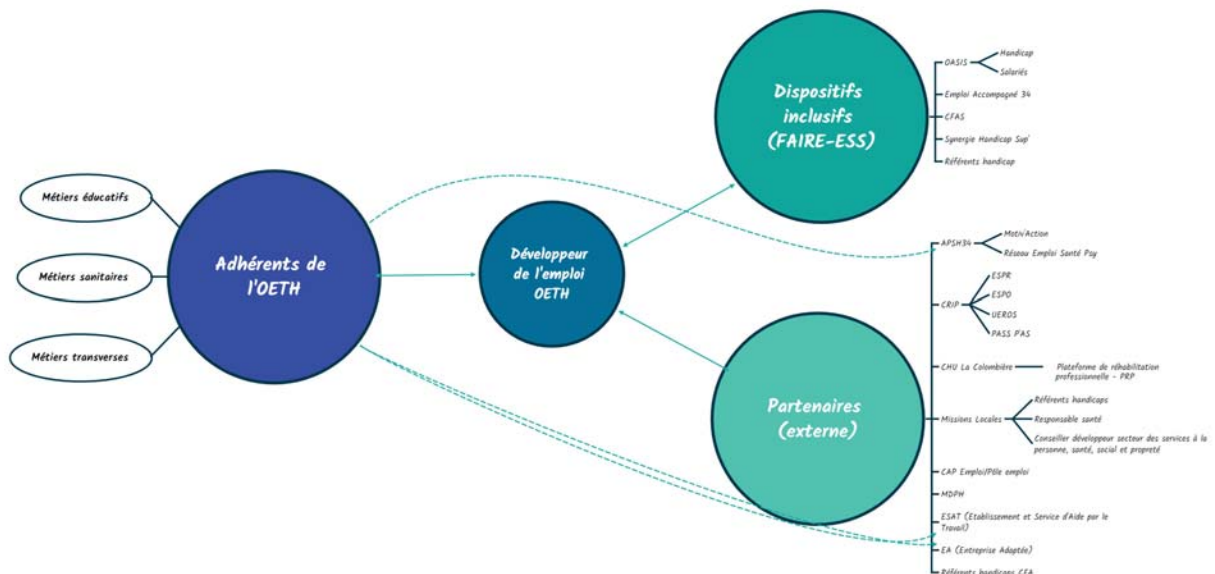 Métiers éducatifs
Métiers sanitaires
Métiers transverses
Adhérents de
l'OETH
Développeur
de l'emploi
OETH
Dispositifs
inclusifs
(FAIRE-ESS)
OASIS
Handicap
Salariés
Emploi Accompagné 34
CFAS
Synergie Handicap Sup'
Référents handicap
Partenaires
(externe)
APSH34
Motiv'Action
Réseau Emploi Santé Psy
CRIP
ESPR
ESPO
UEROS
PASS P'AS
CHU La Colombière
Plateforme de réhabilitation
professionnelle - PRP
Missions Locales
Référents handicaps
Responsable santé
Conseiller développeur secteur des services à la
personne, santé, social et propreté
CAP Emploi/Pôle emploi
MDPH
ESAT (Etablissement et Service d'Aide par le
Travail)
EA (Entreprise Adaptée)
Référents handicaps CFA